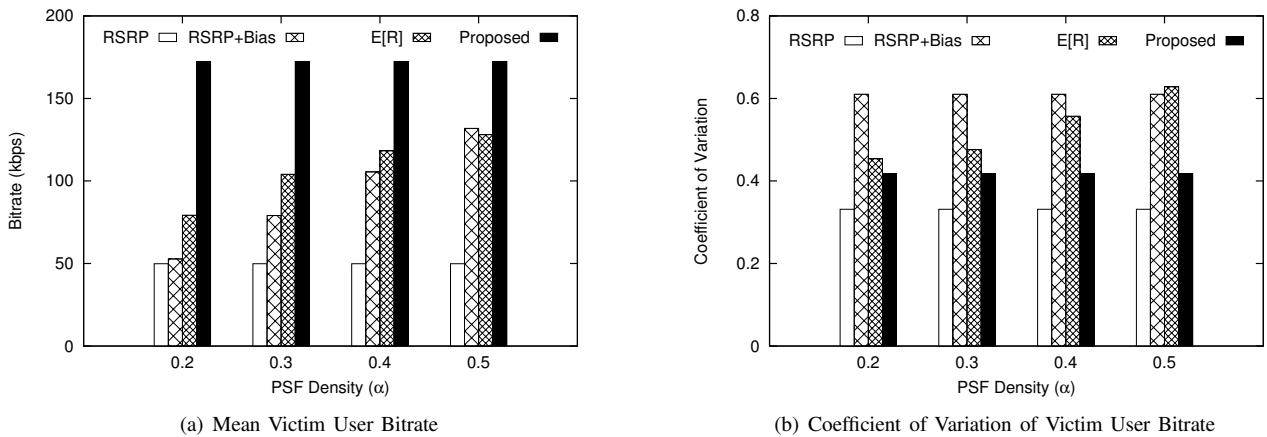 RSRP RSRP+Bias E[R] Proposed
200
150
100
50
0
Bitrate (kbps)
0.2 0.3 0.4 0.5
PSF Density (α)
(a) Mean Victim User Bitrate
RSRP RSRP+Bias E[R] Proposed
0.8
0.6
0.4
0.2
0
Coefficient of Variation
0.2 0.3 0.4 0.5
PSF Density (α)
(b) Coefficient of Variation of Victim User Bitrate